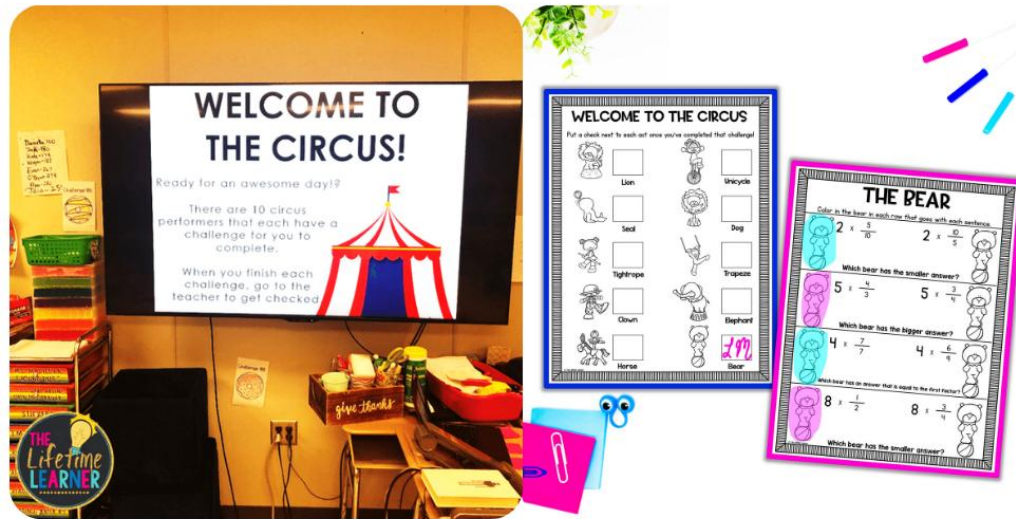 WELCOME TO
THE CIRCUS!
Ready for an awesome day!?
There are 10 circus
performers that each have a
challenge for you to
complete.
When you finish each
challenge, go to the
teacher to get checked
Challenge #8
give thanks
THE
LIFETIME
LEARNER
WELCOME TO THE CIRCUS
Put a check next to each act once you've completed that challenge!
Lion
Unicycle
Seal
Dog
Tightrope
Trapeze
Clown
Elephant
Horse
Bear
LM
THE BEAR
Color in the bear in each row that goes with each sentence.
2 x 5/10 2 x 10/5
Which bear has the smaller answer?
5 x 4/3 5 x 3/4
Which bear has the bigger answer?
4 x 7/7 4 x 6/9
Which bear has an answer that is equal to the first factor?
8 x 1/2 8 x 3/4
Which bear has the smaller answer?